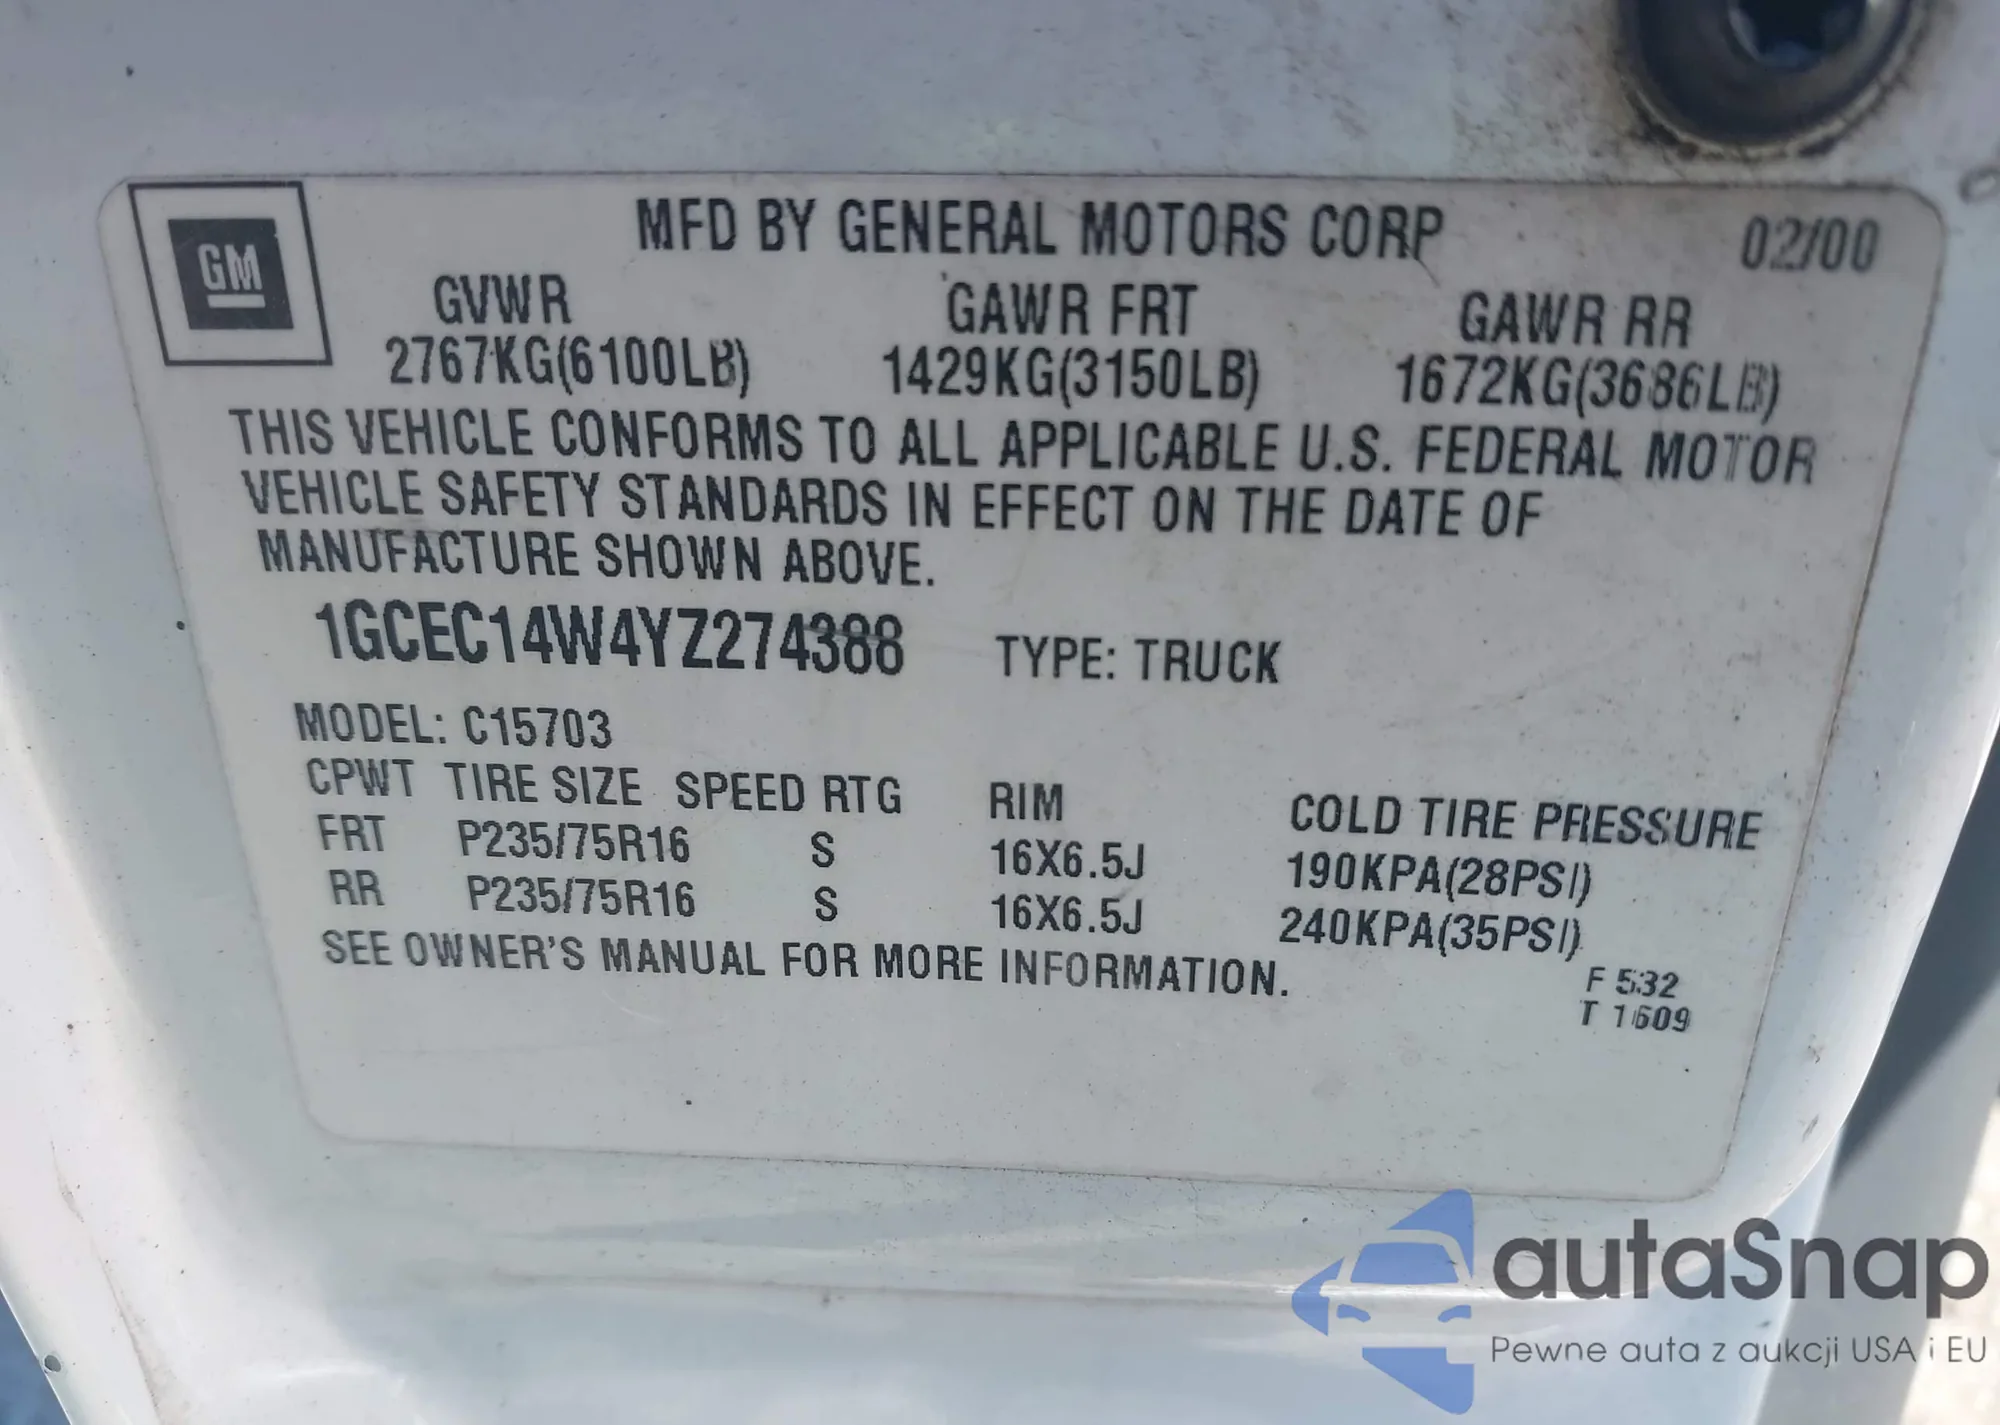 GM
MFD BY GENERAL MOTORS CORP 02/00
GVWR GAWR FRT GAWR RR
2767KG(6100LB) 1429KG(3150LB) 1672KG(3686LB)
THIS VEHICLE CONFORMS TO ALL APPLICABLE U.S. FEDERAL MOTOR
VEHICLE SAFETY STANDARDS IN EFFECT ON THE DATE OF
MANUFACTURE SHOWN ABOVE.
1GCEC14W4YZ274388 TYPE: TRUCK
MODEL: C15703
CPWT TIRE SIZE SPEED RTG RIM COLD TIRE PRESSURE
FRT P235/75R16 S 16X6.5J 190KPA(28PSI)
RR P235/75R16 S 16X6.5J 240KPA(35PSI)
SEE OWNER'S MANUAL FOR MORE INFORMATION.
F 532
T 1609
autaSnap
Pewne auta z aukcji USA i EU